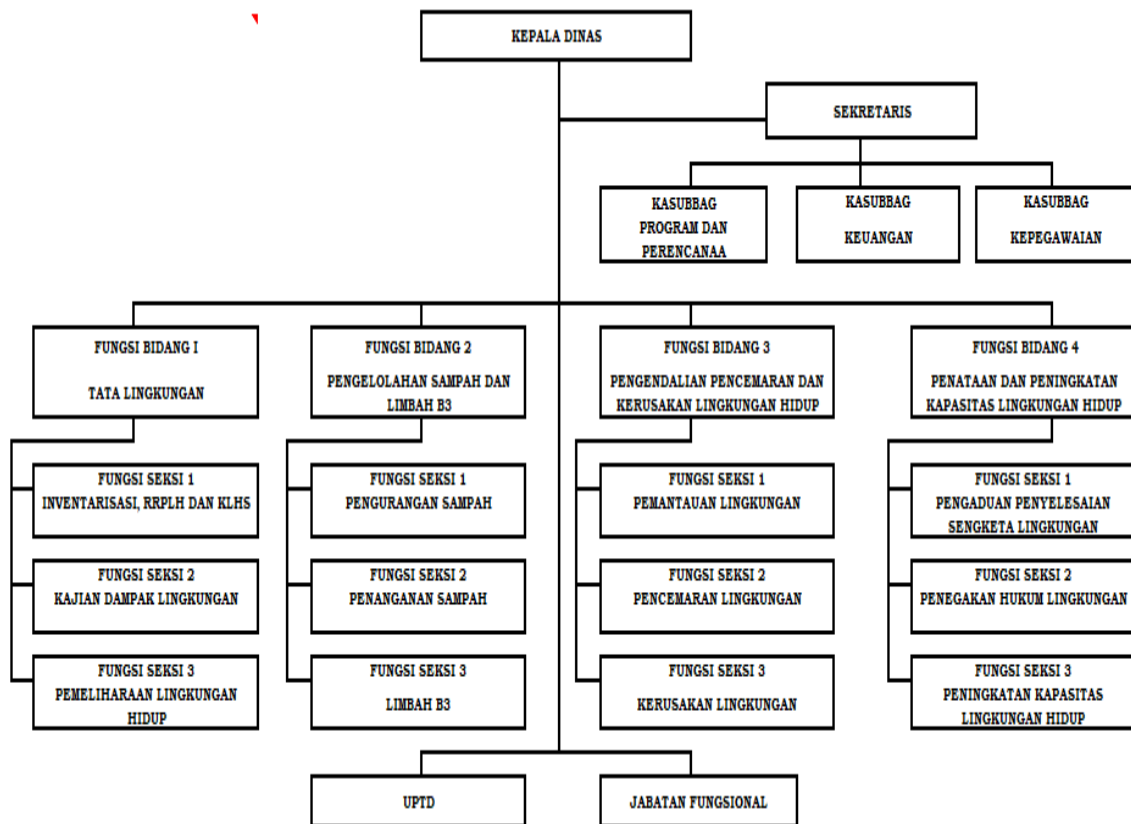 KEPALA DINAS
SEKRETARIS
KASUBBAG
PROGRAM DAN
PERENCANAA
KASUBBAG
KEUANGAN
KASUBBAG
KEPEGAWAIAN
FUNGSI BIDANG I
TATA LINGKUNGAN
FUNGSI BIDANG 2
PENGELOLAHAN SAMPAH DAN
LIMBAH B3
FUNGSI BIDANG 3
PENGENDALIAN PENCEMARAN DAN
KERUSAKAN LINGKUNGAN HIDUP
FUNGSI BIDANG 4
PENATAAN DAN PENINGKATAN
KAPASITAS LINGKUNGAN HIDUP
FUNGSI SEKSI 1
INVENTARISASI, RRPLH DAN KLHS
FUNGSI SEKSI 1
PENGURANGAN SAMPAH
FUNGSI SEKSI 1
PEMANTAUAN LINGKUNGAN
FUNGSI SEKSI 1
PENGADUAN PENYELESAIAN
SENGKETA LINGKUNGAN
FUNGSI SEKSI 2
KAJIAN DAMPAK LINGKUNGAN
FUNGSI SEKSI 2
PENANGANAN SAMPAH
FUNGSI SEKSI 2
PENCEMARAN LINGKUNGAN
FUNGSI SEKSI 2
PENEGAKAN HUKUM LINGKUNGAN
FUNGSI SEKSI 3
PEMELIHARAAN LINGKUNGAN
HIDUP
FUNGSI SEKSI 3
LIMBAH B3
FUNGSI SEKSI 3
KERUSAKAN LINGKUNGAN
FUNGSI SEKSI 3
PENINGKATAN KAPASITAS
LINGKUNGAN HIDUP
UPTD
JABATAN FUNGSIONAL